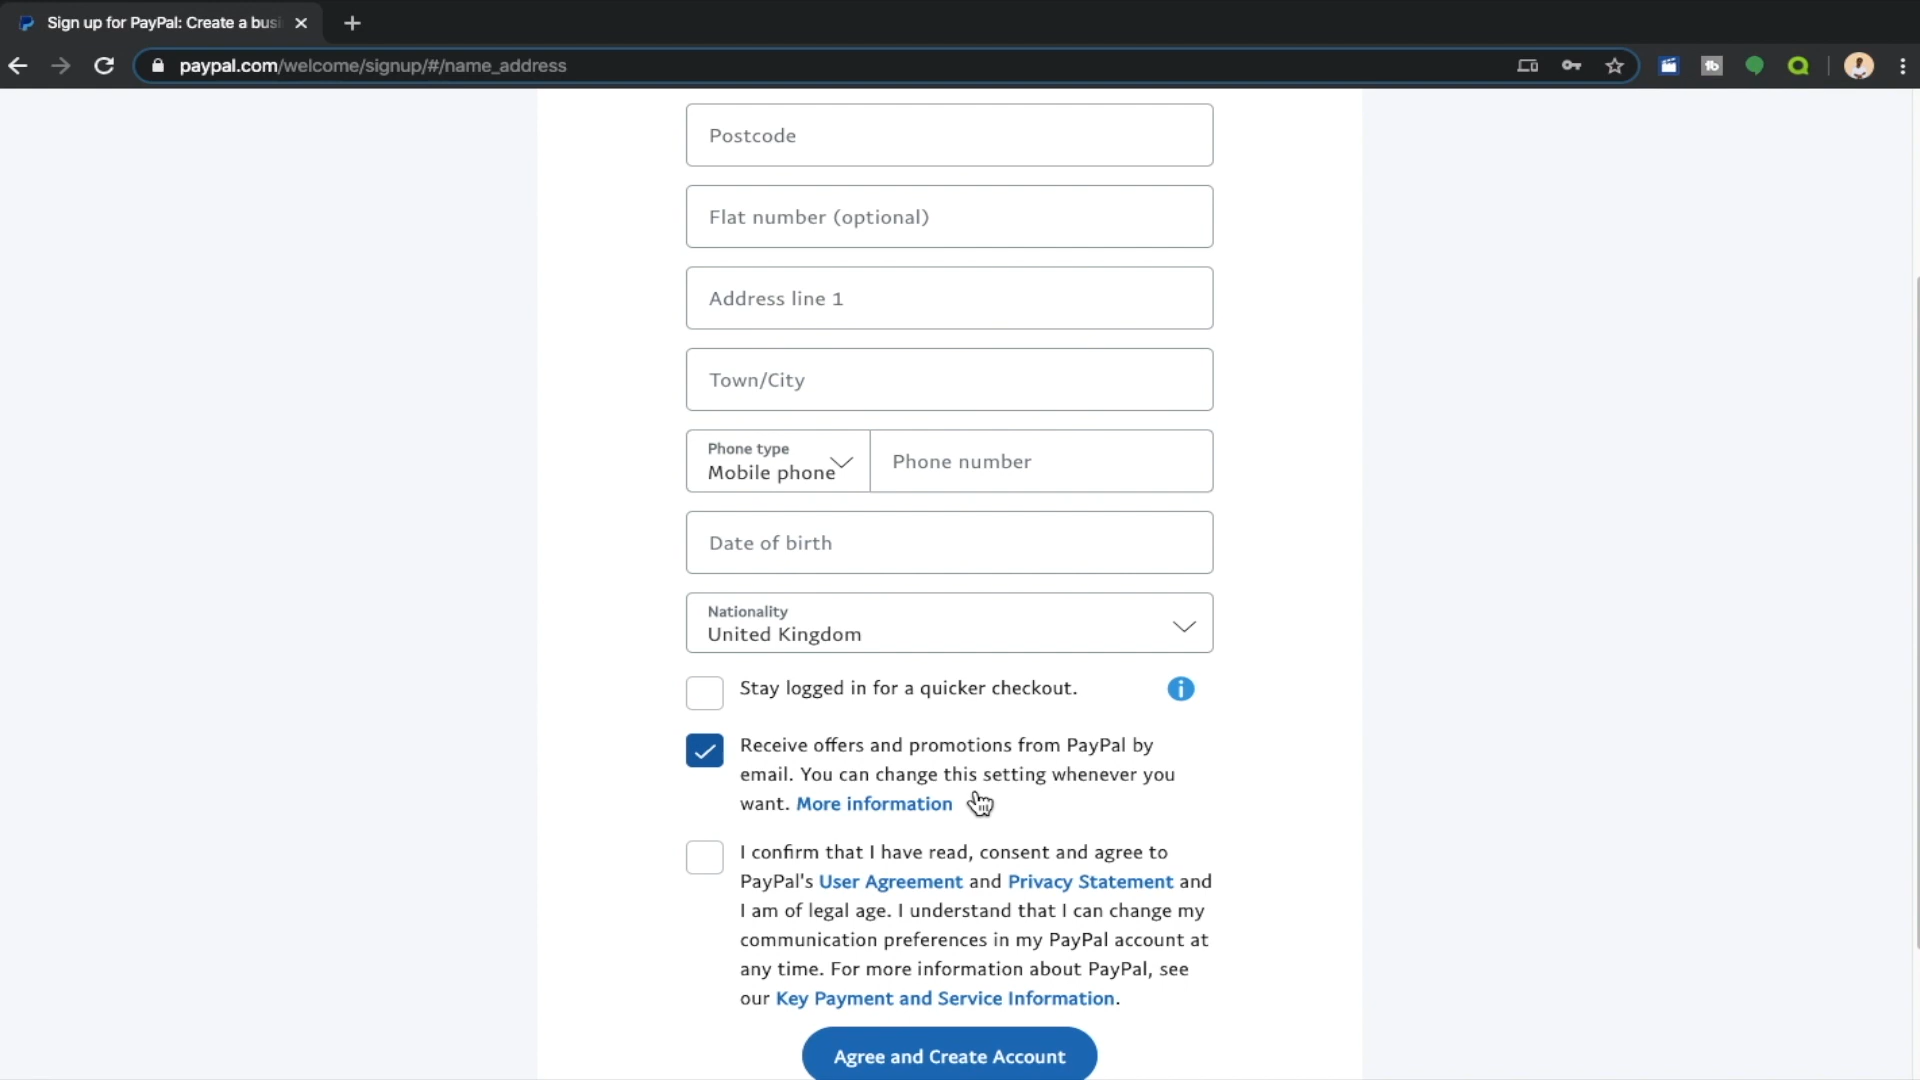 Sign up for PayPal: Create a busi
paypal.com/welcome/signup/#/name_address
Postcode
Flat number (optional)
Address line 1
Town/City
Phone type
Mobile phone
Phone number
Date of birth
Nationality
United Kingdom
Stay logged in for a quicker checkout.
Receive offers and promotions from PayPal by
email. You can change this setting whenever you
want. More information
I confirm that I have read, consent and agree to
PayPal's User Agreement and Privacy Statement and
I am of legal age. I understand that I can change my
communication preferences in my PayPal account at
any time. For more information about PayPal, see
our Key Payment and Service Information.
Agree and Create Account